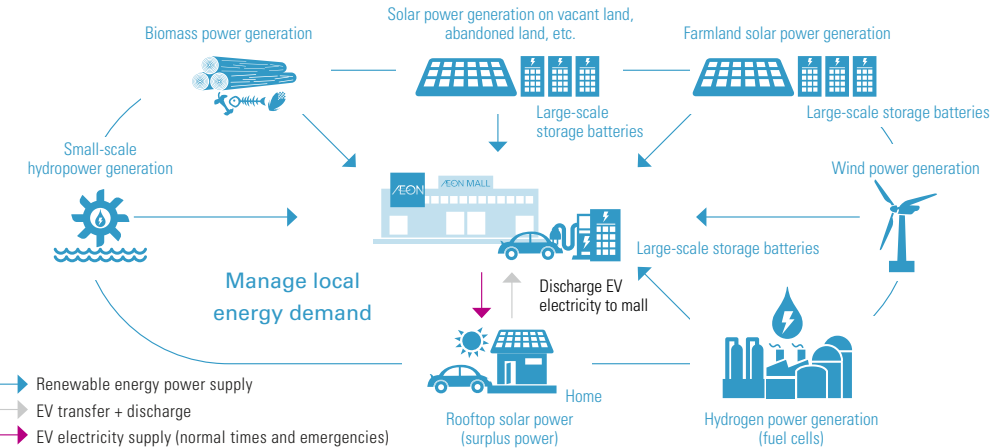 Solar power generation on vacant land,
abandoned land, etc.
Biomass power generation
Farmland solar power generation
Large-scale
storage batteries
Large-scale storage batteries
Small-scale
hydropower generation
Wind power generation
ÆON
ÆON MALL
Large-scale storage batteries
Manage local
energy demand
Discharge EV
electricity to mall
Home
Rooftop solar power
(surplus power)
Hydrogen power generation
(fuel cells)
Renewable energy power supply
EV transfer + discharge
EV electricity supply (normal times and emergencies)